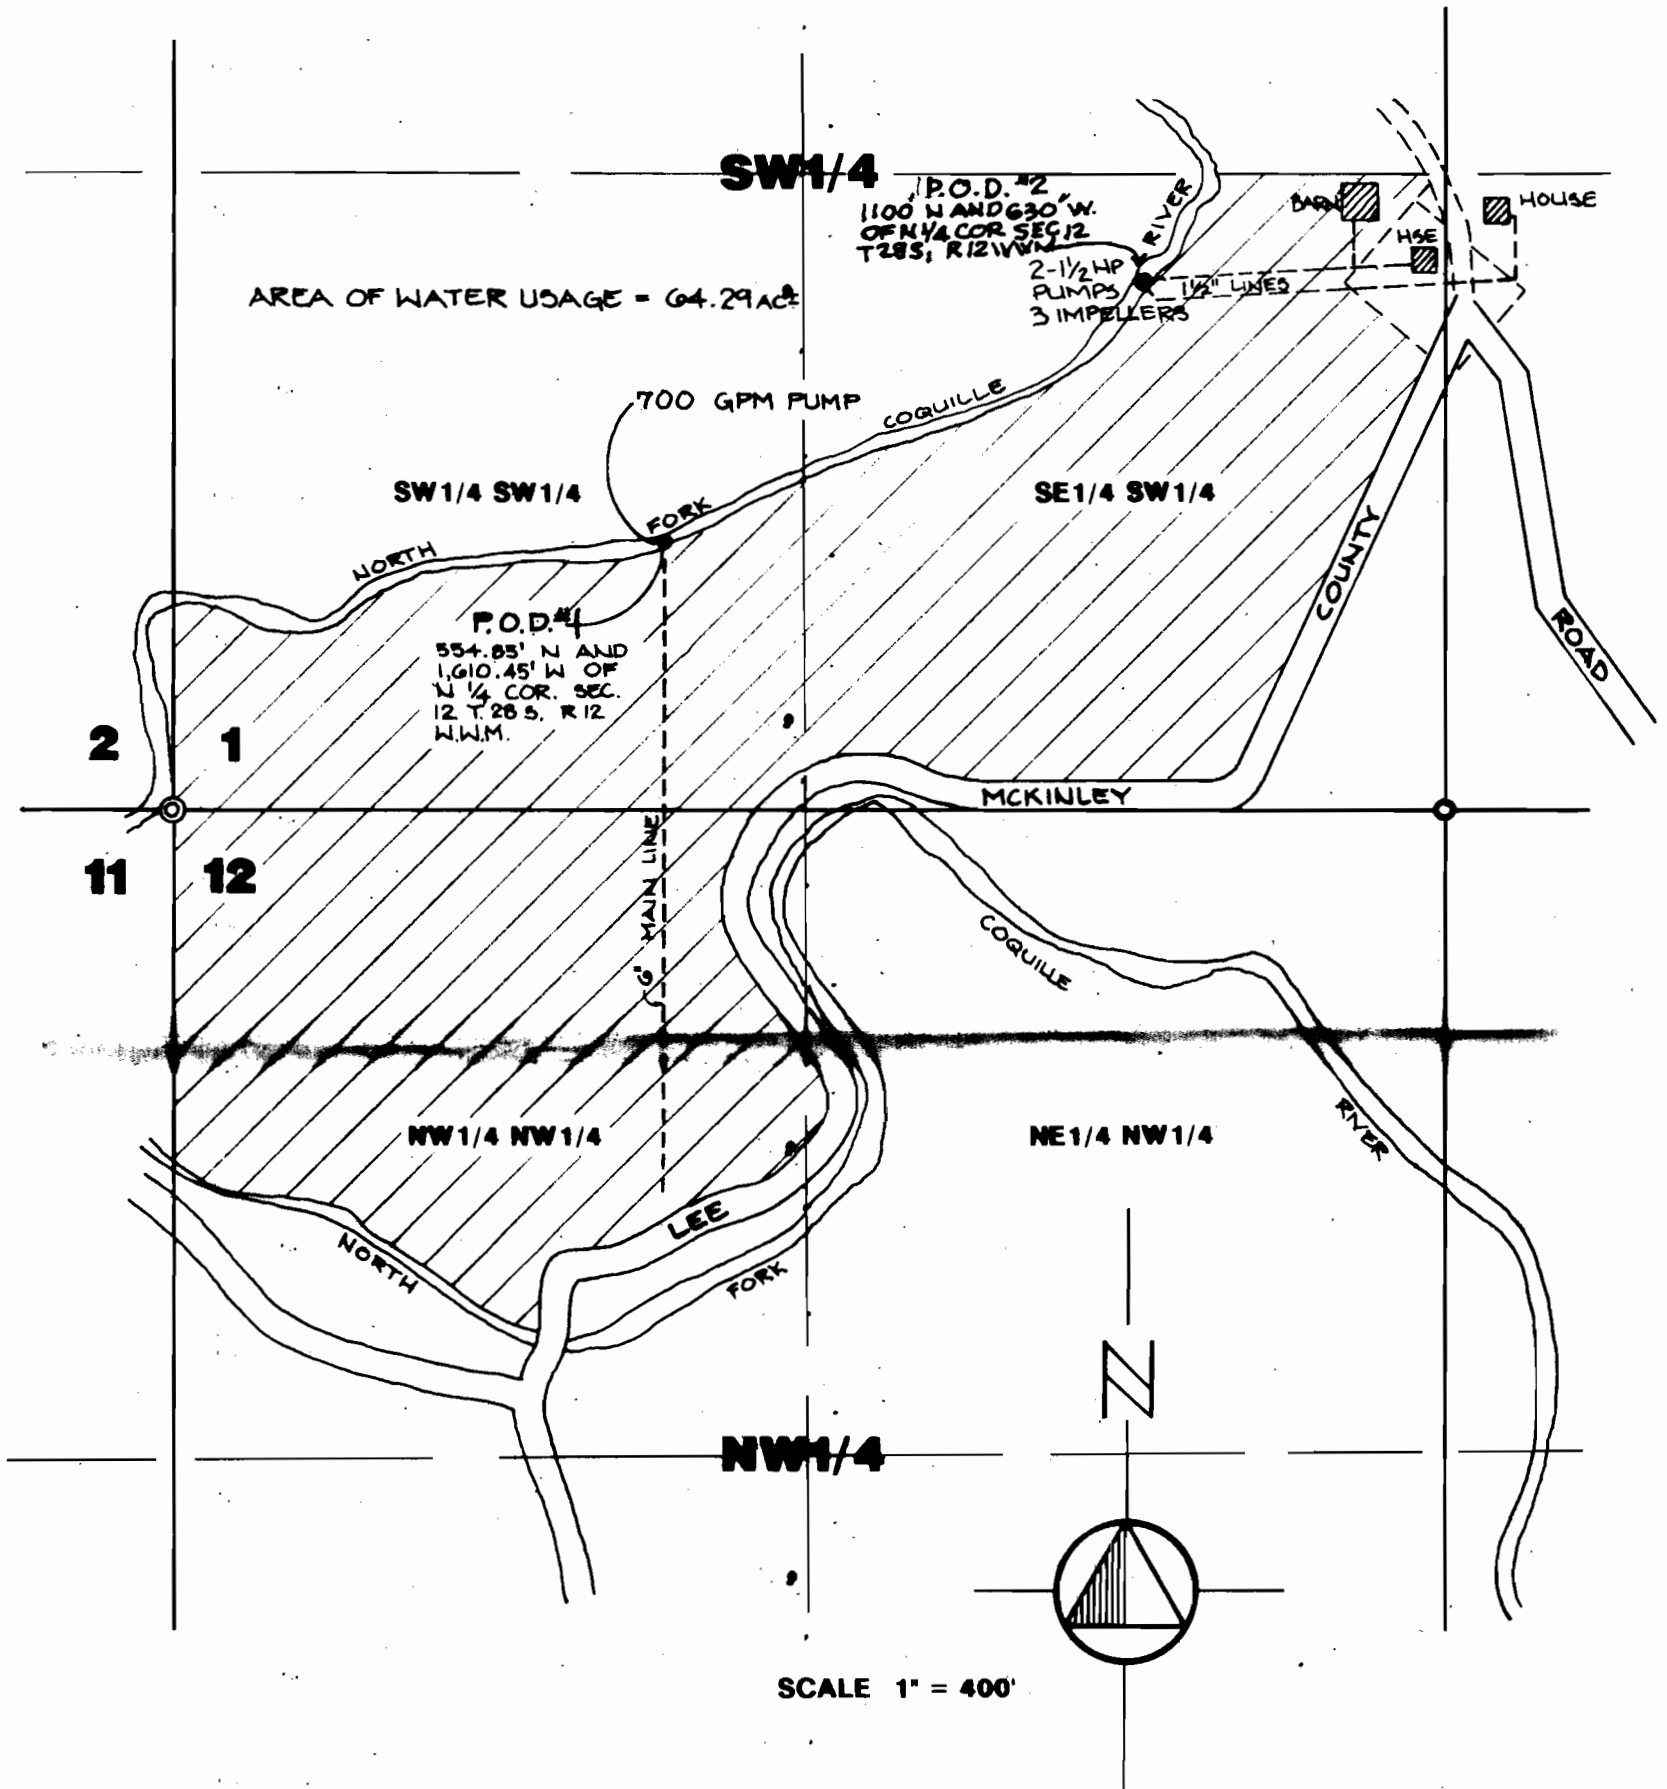 SW1/4
P.O.D. #2
1100' N AND 630' W.
OF N 1/4 COR SEC 12
T28S, R12WWM
RIVER
BARN
HOUSE
HSE
2-1 1/2 HP
PUMPS
3 IMPELLERS
1 1/2" LINES
AREA OF WATER USAGE = 64.29 AC±
700 GPM PUMP
COQUILLE
SW1/4 SW1/4
SE1/4 SW1/4
FORK
NORTH
COUNTY
ROAD
P.O.D. #1
554.85' N AND
1,610.45' W OF
N 1/4 COR. SEC.
12 T. 28 S. R 12
W.W.M.
2
1
MCKINLEY
11
12
6" MAIN LINE
COQUILLE
RIVER
NW1/4 NW1/4
NE1/4 NW1/4
LEE
NORTH
FORK
N
NW1/4
SCALE 1" = 400'